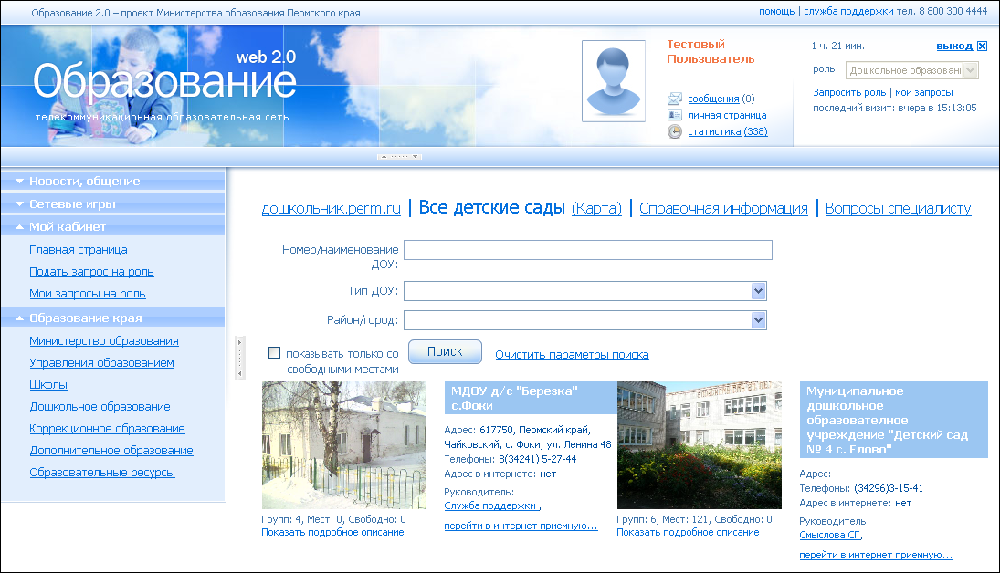 Образование 2.0 – проект Министерства образования Пермского края
помощь | служба поддержки тел. 8 800 300 4444
web 2.0
Образование
телекоммуникационная образовательная сеть
Тестовый
Пользователь
сообщения (0)
личная страница
статистика (338)
1 ч. 21 мин.
выход
роль: Дошкольное образовани
Запросить роль | мои запросы
последний визит: вчера в 15:13:05
Новости, общение
Сетевые игры
Мой кабинет
Главная страница
Подать запрос на роль
Мои запросы на роль
Образование края
Министерство образования
Управления образованием
Школы
Дошкольное образование
Коррекционное образование
Дополнительное образование
Образовательные ресурсы
дошкольник.perm.ru | Все детские сады (Карта) | Справочная информация | Вопросы специалисту
Номер/наименование
ДОУ:
Тип ДОУ:
Район/город:
показывать только со
свободными местами
Поиск
Очистить параметры поиска
МДОУ д/с "Березка"
с.Фоки
Адрес: 617750, Пермский край,
Чайковский, с. Фоки, ул. Ленина 48
Телефоны: 8(34241) 5-27-44
Адрес в интернете: нет
Руководитель:
Служба поддержки ,
перейти в интернет приемную...
Групп: 4, Мест: 0, Свободно: 0
Показать подробное описание
Муниципальное
дошкольное
образователное
учреждение "Детский сад
№ 4 с. Елово"
Адрес:
Телефоны: (34296)3-15-41
Адрес в интернете: нет
Руководитель:
Смыслова СГ,
перейти в интернет приемную...
Групп: 6, Мест: 121, Свободно: 0
Показать подробное описание